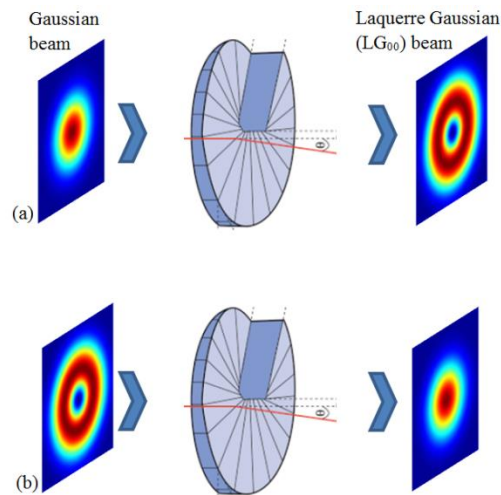 Gaussian
beam
Laquerre Gaussian
(LG₀₀) beam
θ
(a)
θ
(b)